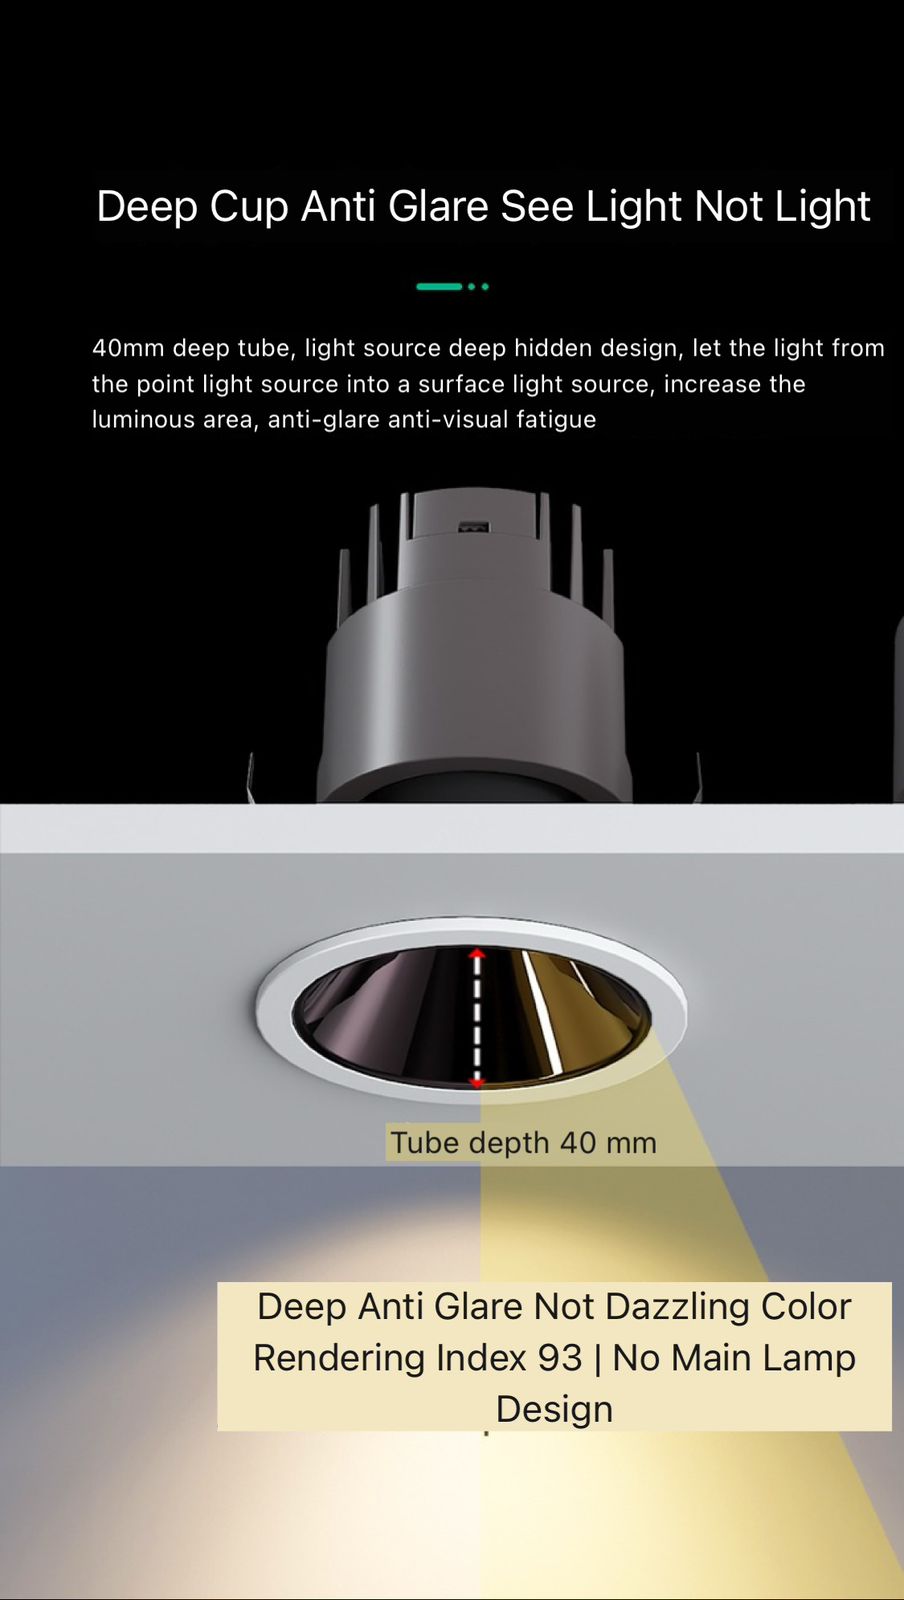 Deep Cup Anti Glare See Light Not Light
40mm deep tube, light source deep hidden design, let the light from
the point light source into a surface light source, increase the
luminous area, anti-glare anti-visual fatigue
Tube depth 40 mm
Deep Anti Glare Not Dazzling Color
Rendering Index 93 | No Main Lamp
Design